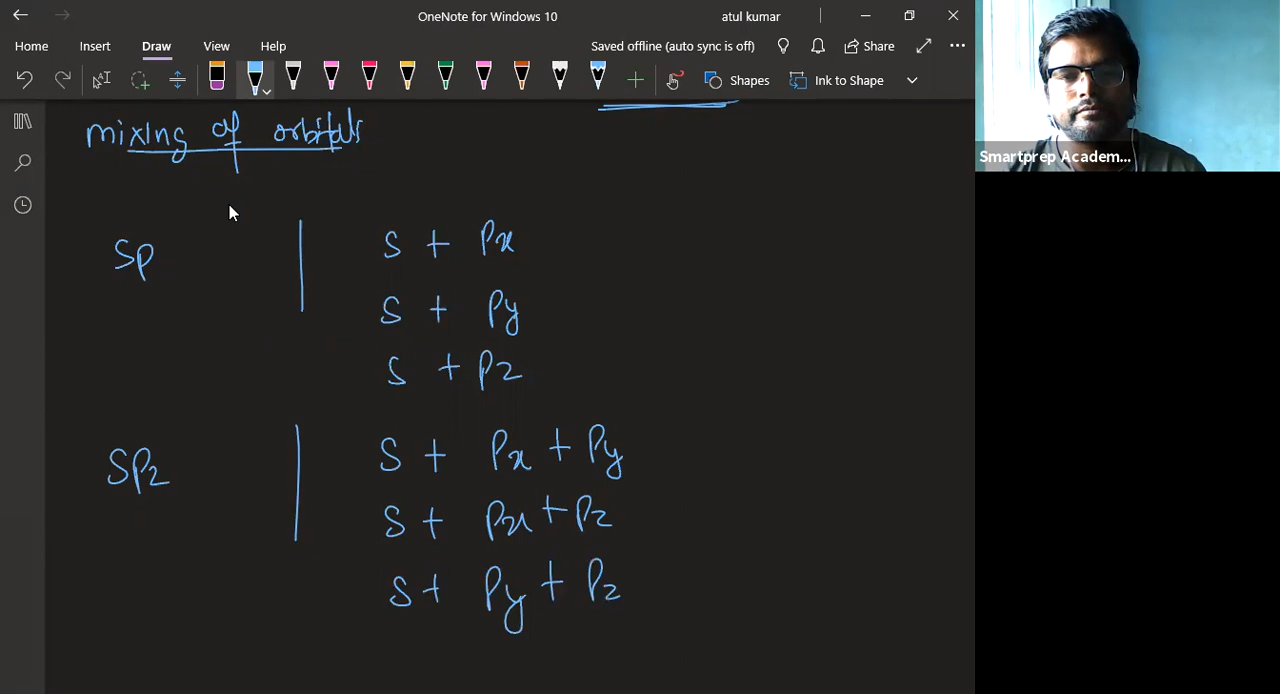 OneNote for Windows 10
atul kumar
Home Insert Draw View Help
Saved offline (auto sync is off)
Share
Shapes
Ink to Shape
Smartprep Academ...
mixing of orbitals
Sp
S + Px
S + Py
S + Pz
SP2
S + Px + Py
S + Px + Pz
S + Py + Pz